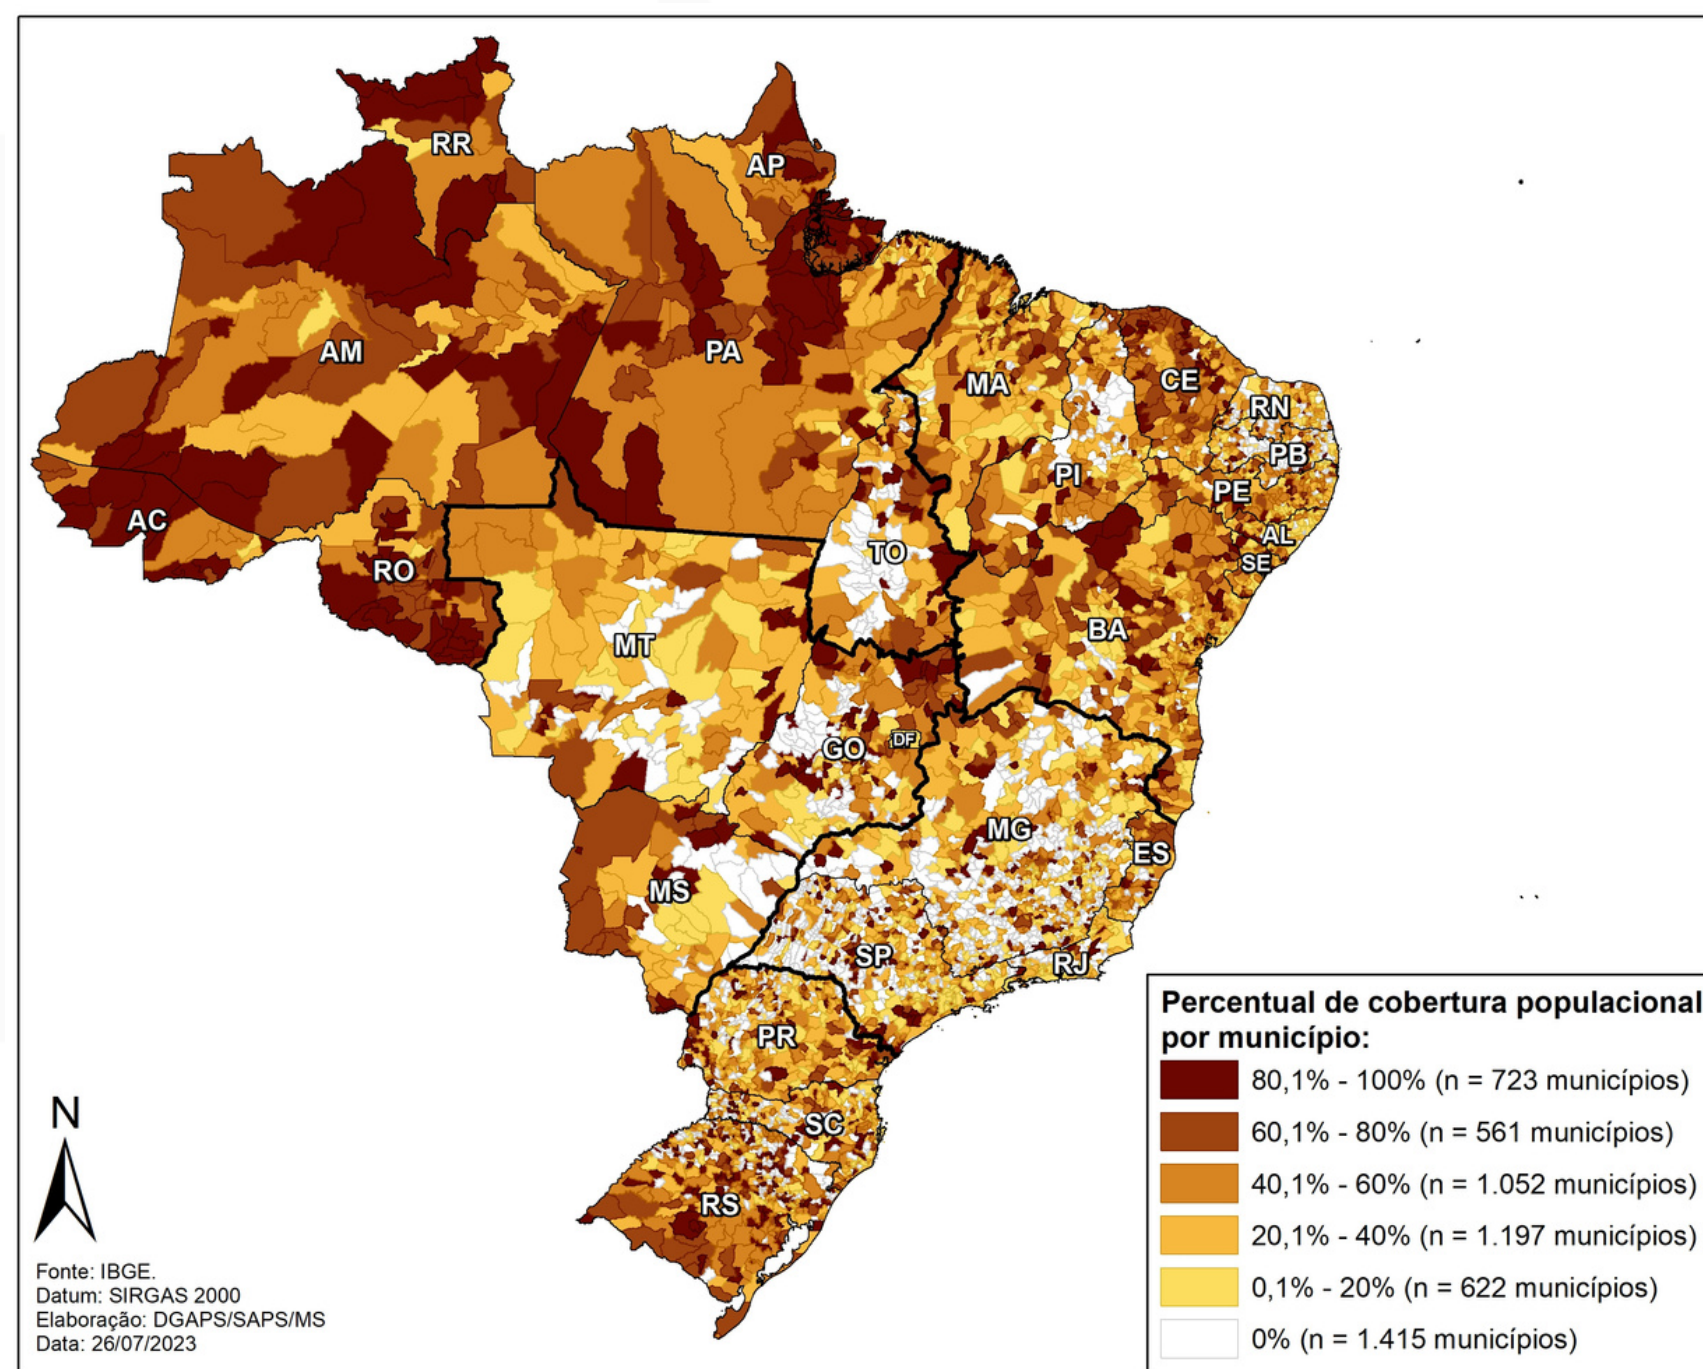 RR
AP
AM
PA
MA
CE
RN
PB
PI
PE
AC
AL
TO
SE
RO
BA
MT
GO
DF
MG
ES
MS
SP
RJ
PR
SC
RS
N
Fonte: IBGE.
Datum: SIRGAS 2000
Elaboração: DGAPS/SAPS/MS
Data: 26/07/2023
Percentual de cobertura populacional
por município:
80,1% - 100% (n = 723 municípios)
60,1% - 80% (n = 561 municípios)
40,1% - 60% (n = 1.052 municípios)
20,1% - 40% (n = 1.197 municípios)
0,1% - 20% (n = 622 municípios)
0% (n = 1.415 municípios)